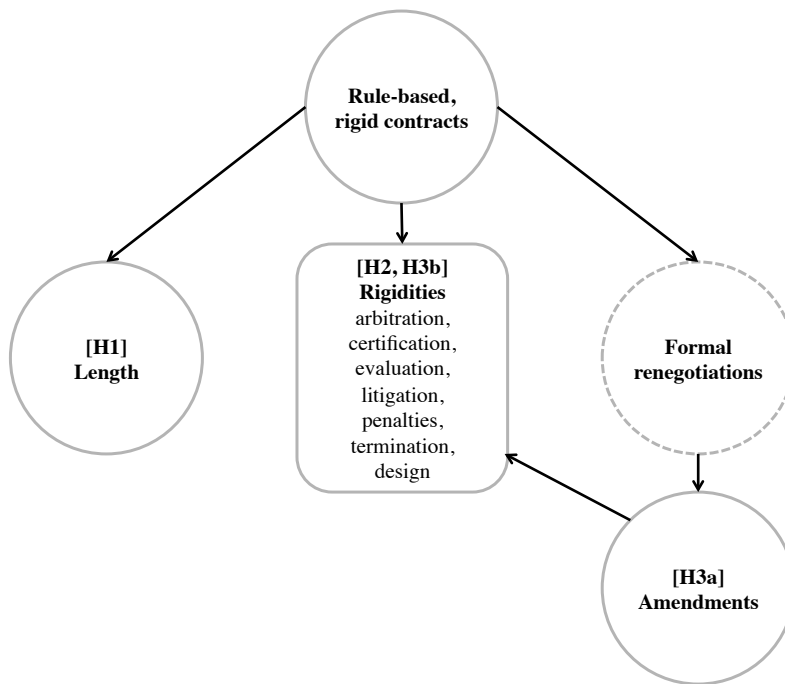 Rule-based,
rigid contracts
[H1]
Length
[H2, H3b]
Rigidities
arbitration,
certification,
evaluation,
litigation,
penalties,
termination,
design
Formal
renegotiations
[H3a]
Amendments